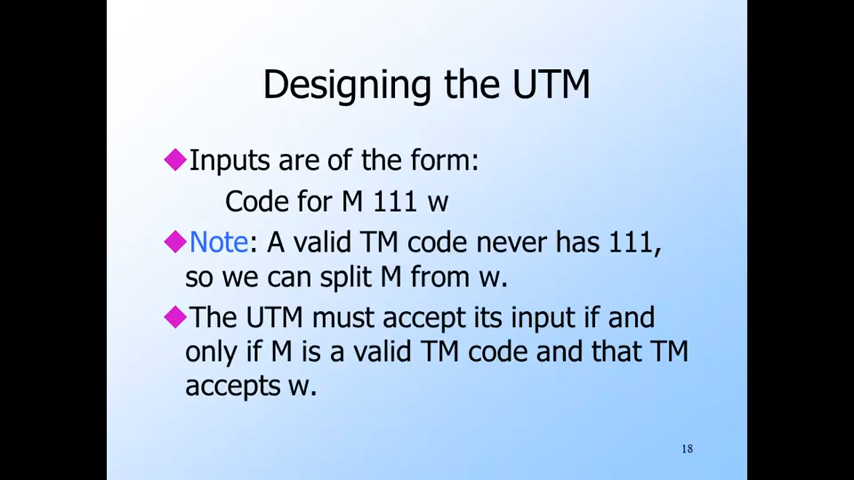 Designing the UTM
Inputs are of the form:
Code for M 111 w
Note: A valid TM code never has 111,
so we can split M from w.
The UTM must accept its input if and
only if M is a valid TM code and that TM
accepts w.
18